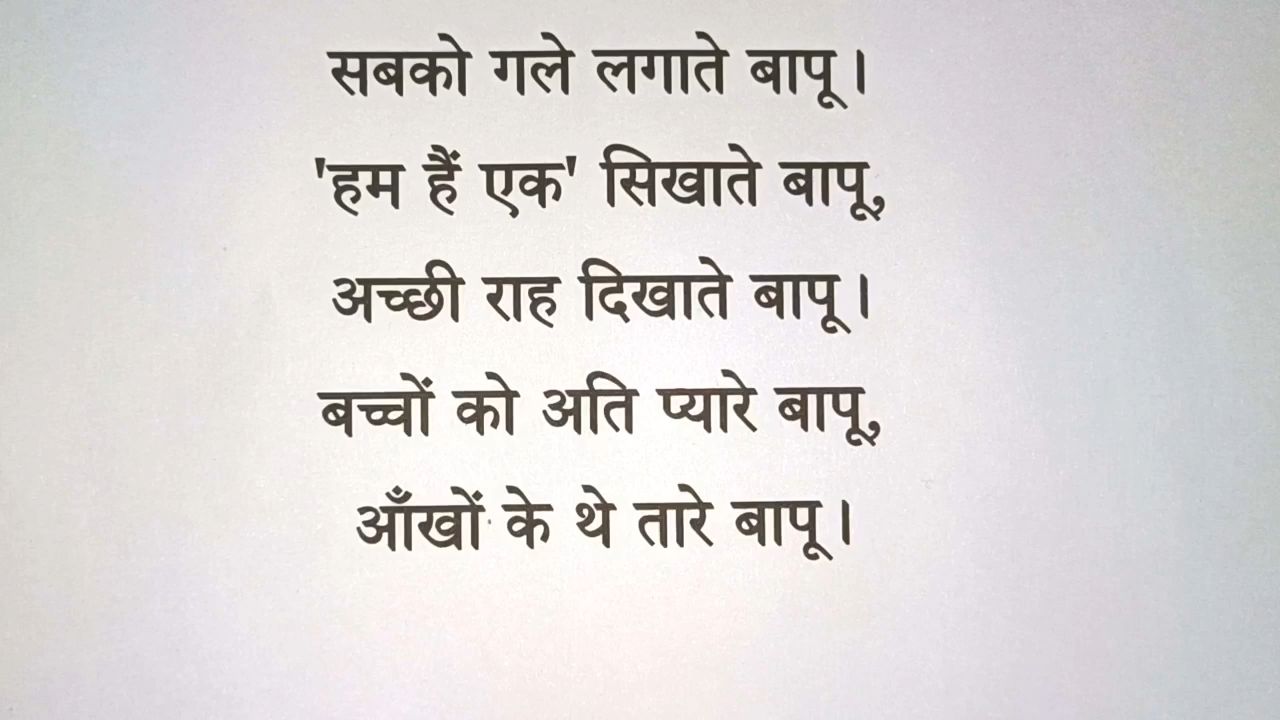 सबको गले लगाते बापू।
'हम हैं एक' सिखाते बापू,
अच्छी राह दिखाते बापू।
बच्चों को अति प्यारे बापू,
आँखों के थे तारे बापू।